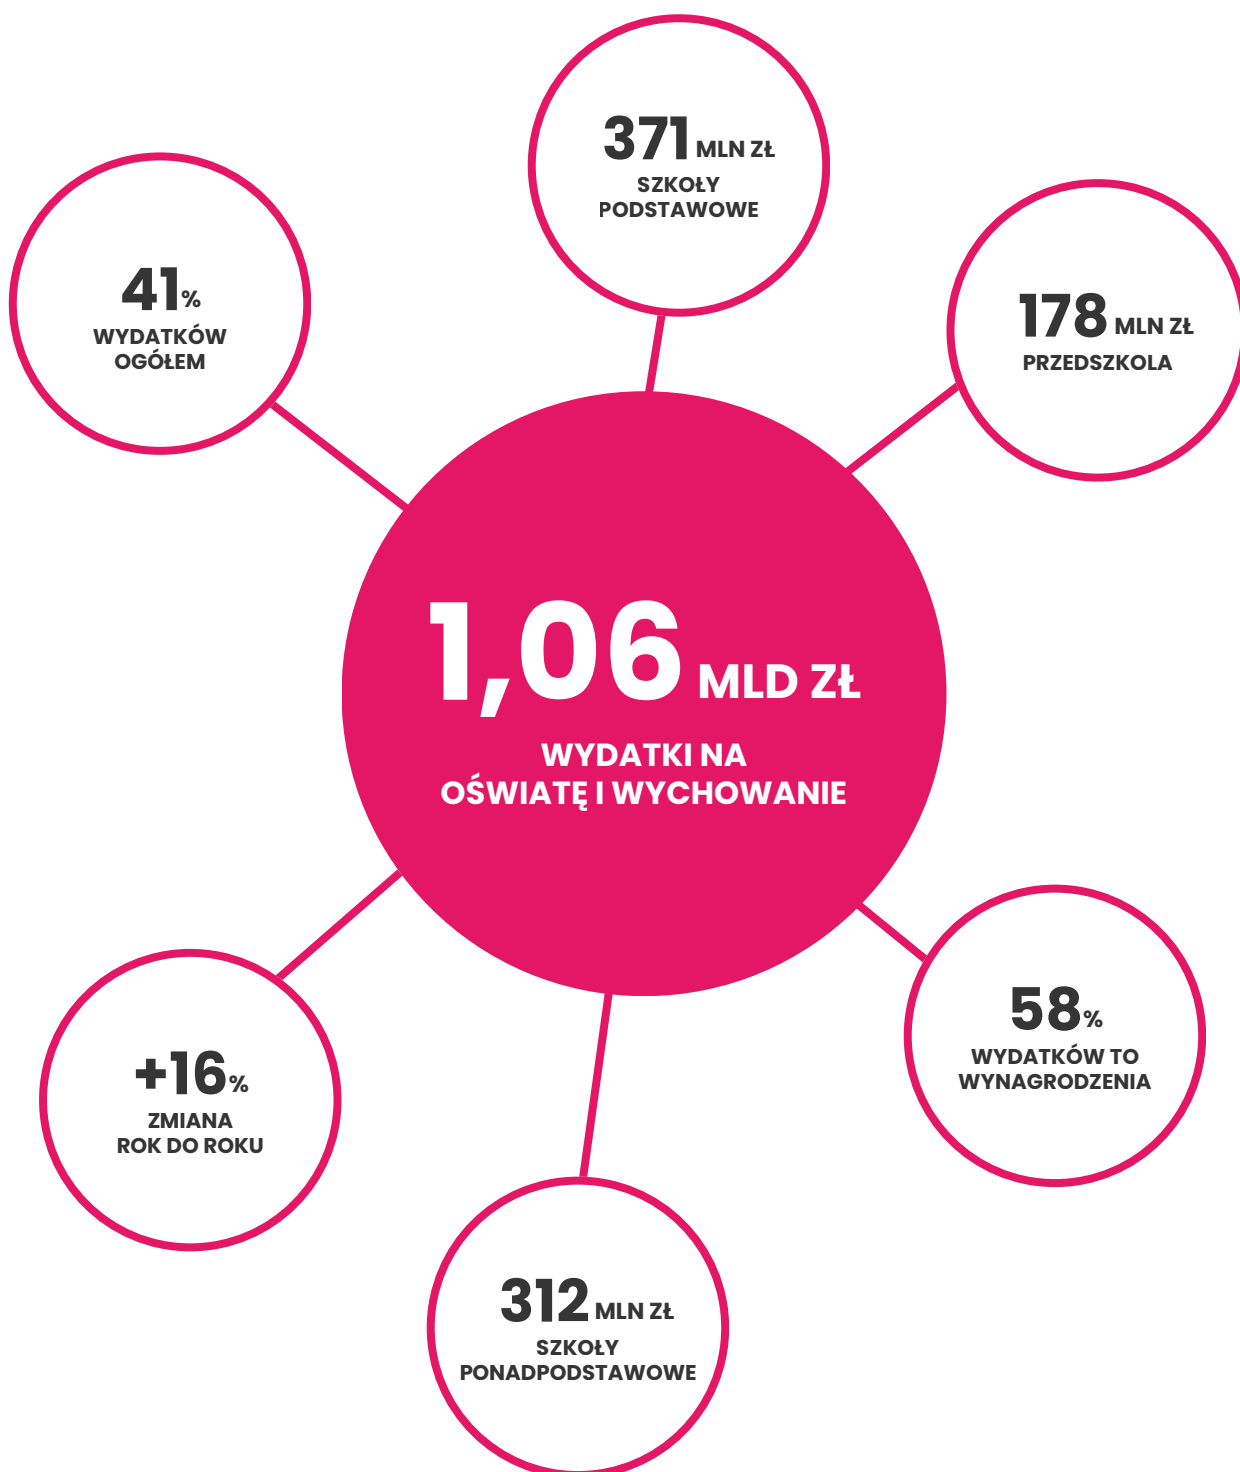 371 MLN ZŁ
SZKOŁY
PODSTAWOWE
41%
WYDATKÓW
OGÓŁEM
178 MLN ZŁ
PRZEDSZKOLA
1,06 MLD ZŁ
WYDATKI NA
OŚWIATĘ I WYCHOWANIE
58%
WYDATKÓW TO
WYNAGRODZENIA
+16%
ZMIANA
ROK DO ROKU
312 MLN ZŁ
SZKOŁY
PONADPODSTAWOWE